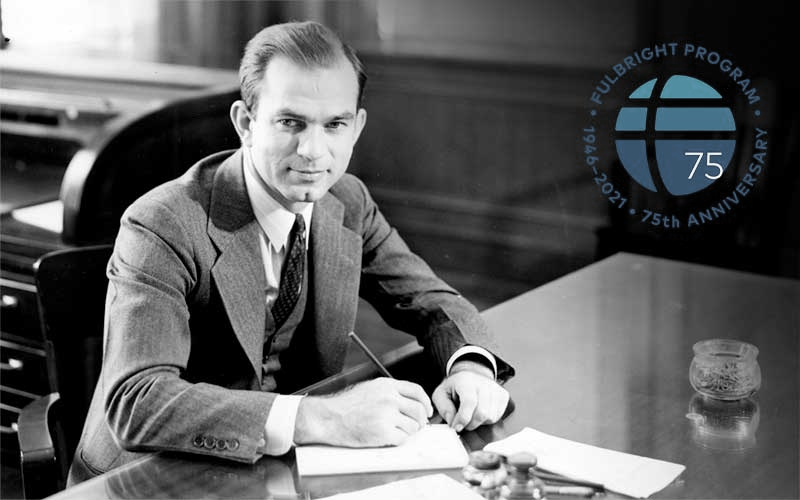 FULBRIGHT PROGRAM
1946–2021 • 75th ANNIVERSARY
75